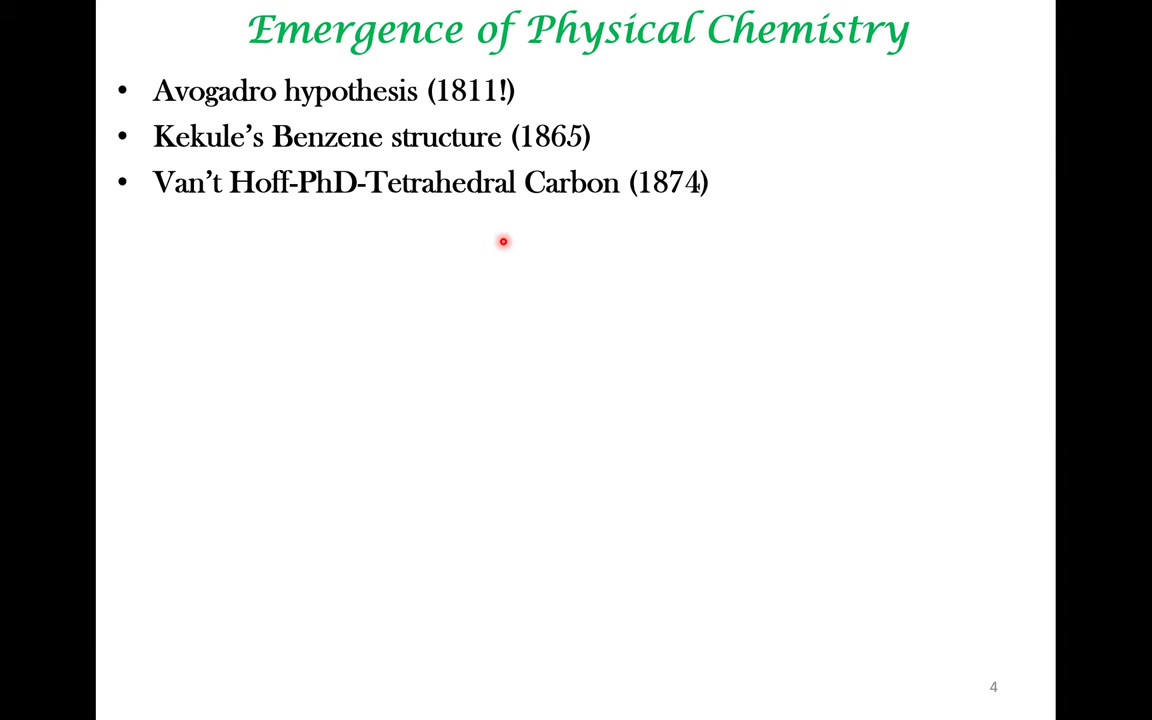 Emergence of Physical Chemistry
• Avogadro hypothesis (1811!)
• Kekule’s Benzene structure (1865)
• Van’t Hoff-PhD-Tetrahedral Carbon (1874)
4